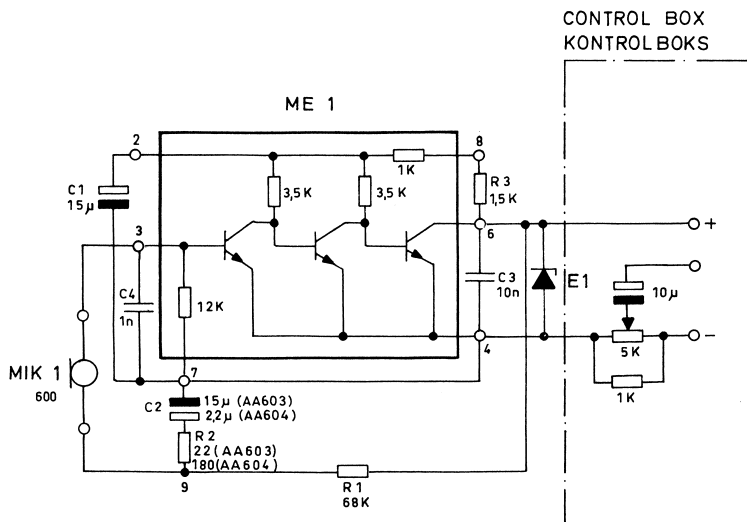 CONTROL BOX
KONTROLBOKS
ME 1
2
8
1K
C1
15µ
3,5K
3,5K
R3
1,5K
3
6
+
C4
1n
12K
C3
10n
E1
10µ
4
−
5K
MIK 1
600
7
1K
C2
15µ (AA603)
2,2µ (AA604)
R2
22(AA603)
180(AA604)
9
R1
68K